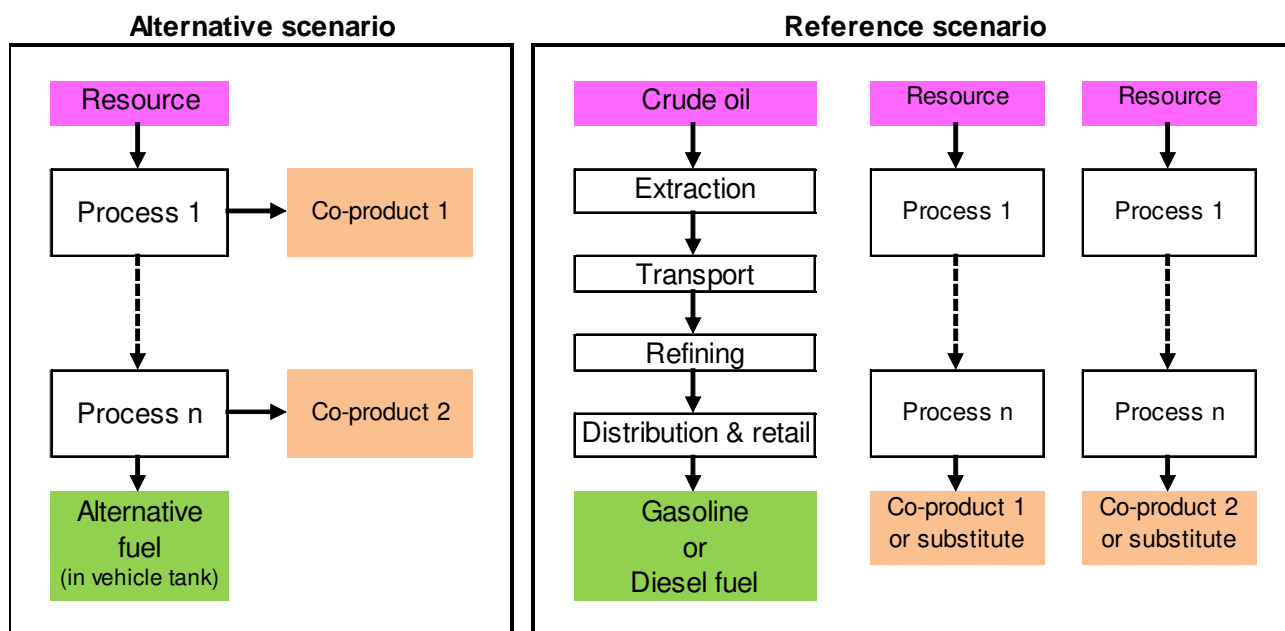 Alternative scenario
Resource
Process 1
Co-product 1
Process n
Co-product 2
Alternative
fuel
(in vehicle tank)
Reference scenario
Crude oil
Extraction
Transport
Refining
Distribution & retail
Gasoline
or
Diesel fuel
Resource
Process 1
Process n
Co-product 1
or substitute
Resource
Process 1
Process n
Co-product 2
or substitute